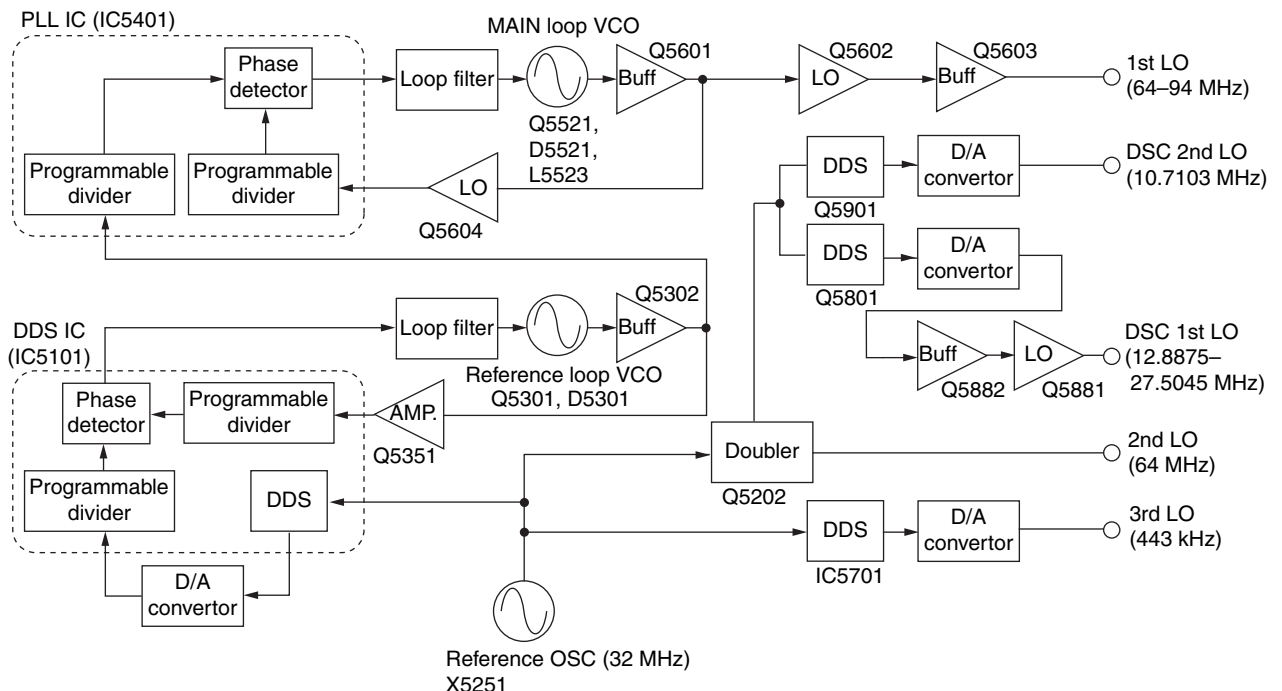 PLL IC (IC5401)
Phase
detector
Programmable
divider
Programmable
divider
Loop filter
MAIN loop VCO
Q5521,
D5521,
L5523
Q5601
Buff
LO
Q5604
Q5602
LO
Q5603
Buff
1st LO
(64–94 MHz)
DDS
Q5901
D/A
convertor
DSC 2nd LO
(10.7103 MHz)
DDS
Q5801
D/A
convertor
Buff
Q5882
LO
Q5881
DSC 1st LO
(12.8875–
27.5045 MHz)
DDS IC
(IC5101)
Loop filter
Reference loop VCO
Q5301, D5301
Q5302
Buff
Phase
detector
Programmable
divider
AMP.
Q5351
Programmable
divider
DDS
D/A
convertor
Doubler
Q5202
2nd LO
(64 MHz)
DDS
IC5701
D/A
convertor
3rd LO
(443 kHz)
Reference OSC (32 MHz)
X5251